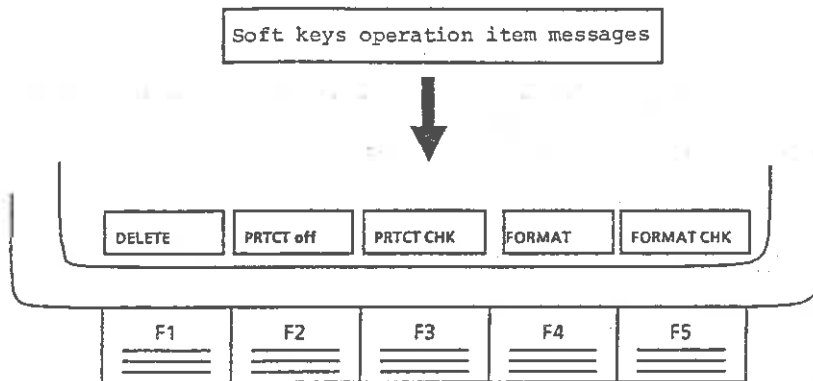 Soft keys operation item messages
DELETE PRTCT off PRTCT CHK FORMAT FORMAT CHK
F1 F2 F3 F4 F5